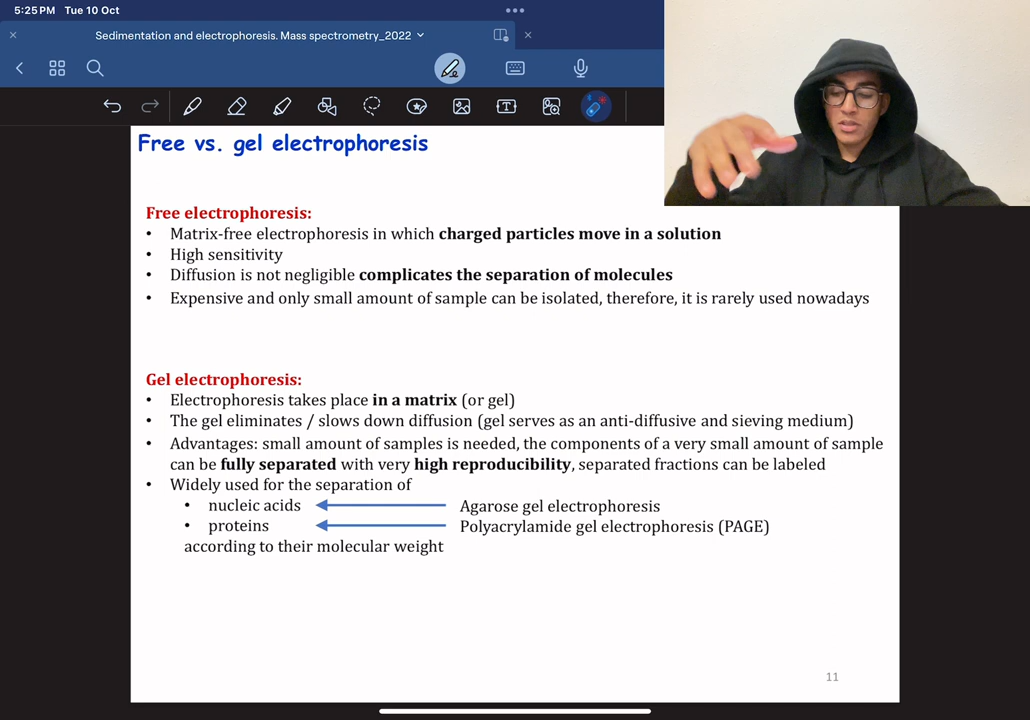 5:25 PM Tue 10 Oct
Sedimentation and electrophoresis. Mass spectrometry_2022
Free vs. gel electrophoresis
Free electrophoresis:
• Matrix-free electrophoresis in which charged particles move in a solution
• High sensitivity
• Diffusion is not negligible complicates the separation of molecules
• Expensive and only small amount of sample can be isolated, therefore, it is rarely used nowadays
Gel electrophoresis:
• Electrophoresis takes place in a matrix (or gel)
• The gel eliminates / slows down diffusion (gel serves as an anti-diffusive and sieving medium)
• Advantages: small amount of samples is needed, the components of a very small amount of sample
can be fully separated with very high reproducibility, separated fractions can be labeled
• Widely used for the separation of
• nucleic acids Agarose gel electrophoresis
• proteins Polyacrylamide gel electrophoresis (PAGE)
according to their molecular weight
11